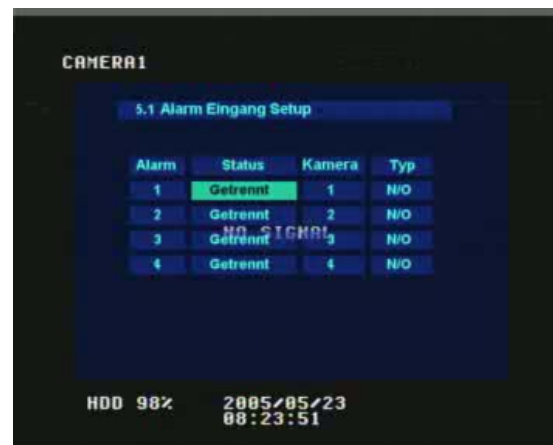 CAMERA1
5.1 Alarm Eingang Setup
Alarm Status Kamera Typ
1 Getrennt 1 N/O
2 Getrennt 2 N/O
NO SIGNAL
3 Getrennt 3 N/O
4 Getrennt 4 N/O
HDD 98% 2005/05/23
08:23:51